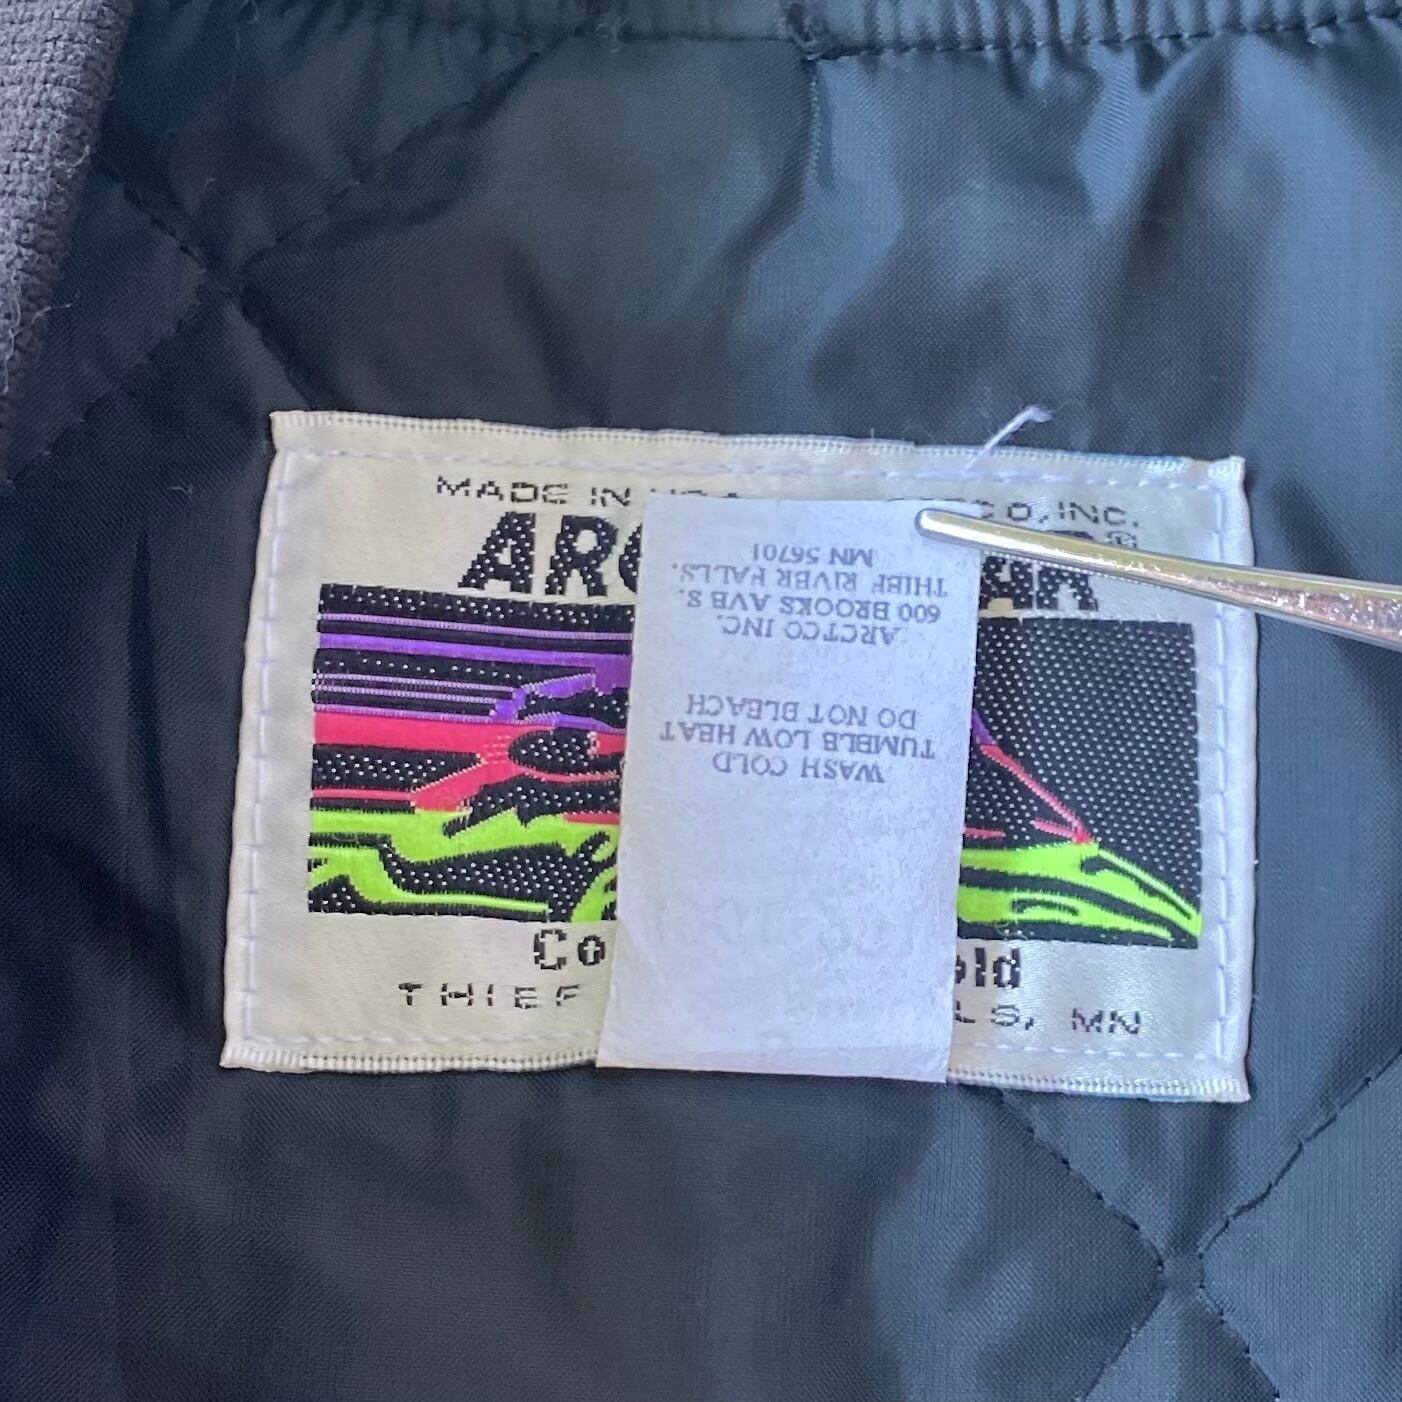 MADE IN USA
CO, INC.
ARC
AR®
WASH COLD
TUMBLE LOW HEAT
DO NOT BLEACH
ARCTCO INC.
600 BROOKS AVE S.
THIEF RIVER FALLS.
MN 56701
Co
old
THIEF
LS, MN